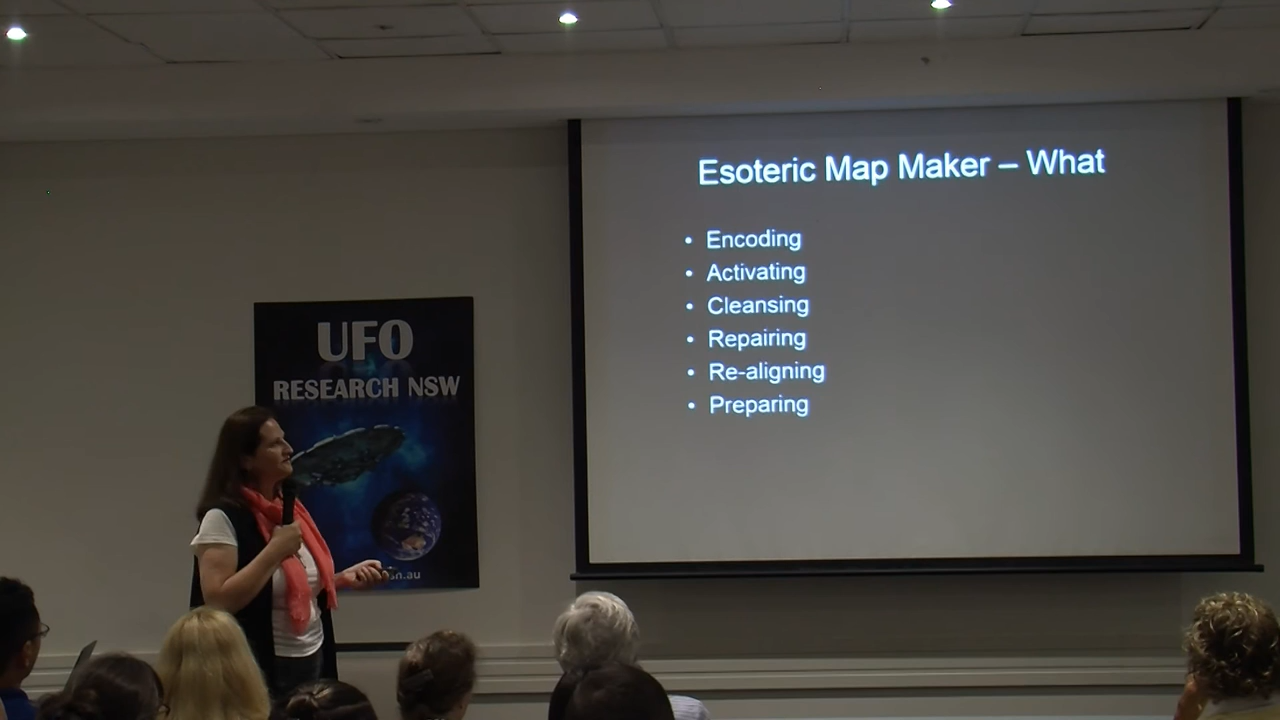 Esoteric Map Maker – What
• Encoding
• Activating
• Cleansing
• Repairing
• Re-aligning
• Preparing
UFO
RESEARCH NSW